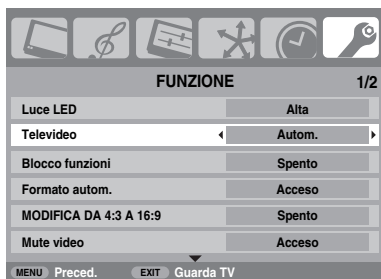 FUNZIONE 1/2
Luce LED Alta
Televideo Autom.
Blocco funzioni Spento
Formato autom. Acceso
MODIFICA DA 4:3 A 16:9 Spento
Mute video Acceso
MENU Preced. EXIT Guarda TV